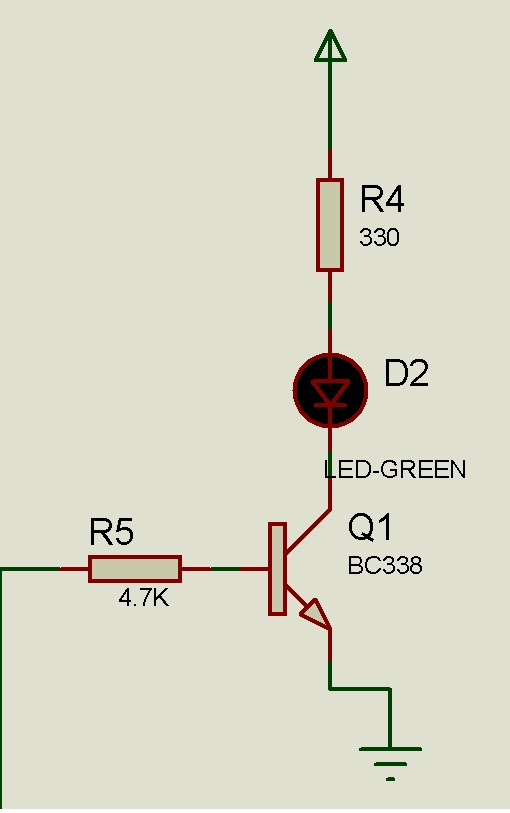 R4
330
D2
LED-GREEN
Q1
BC338
R5
4.7K